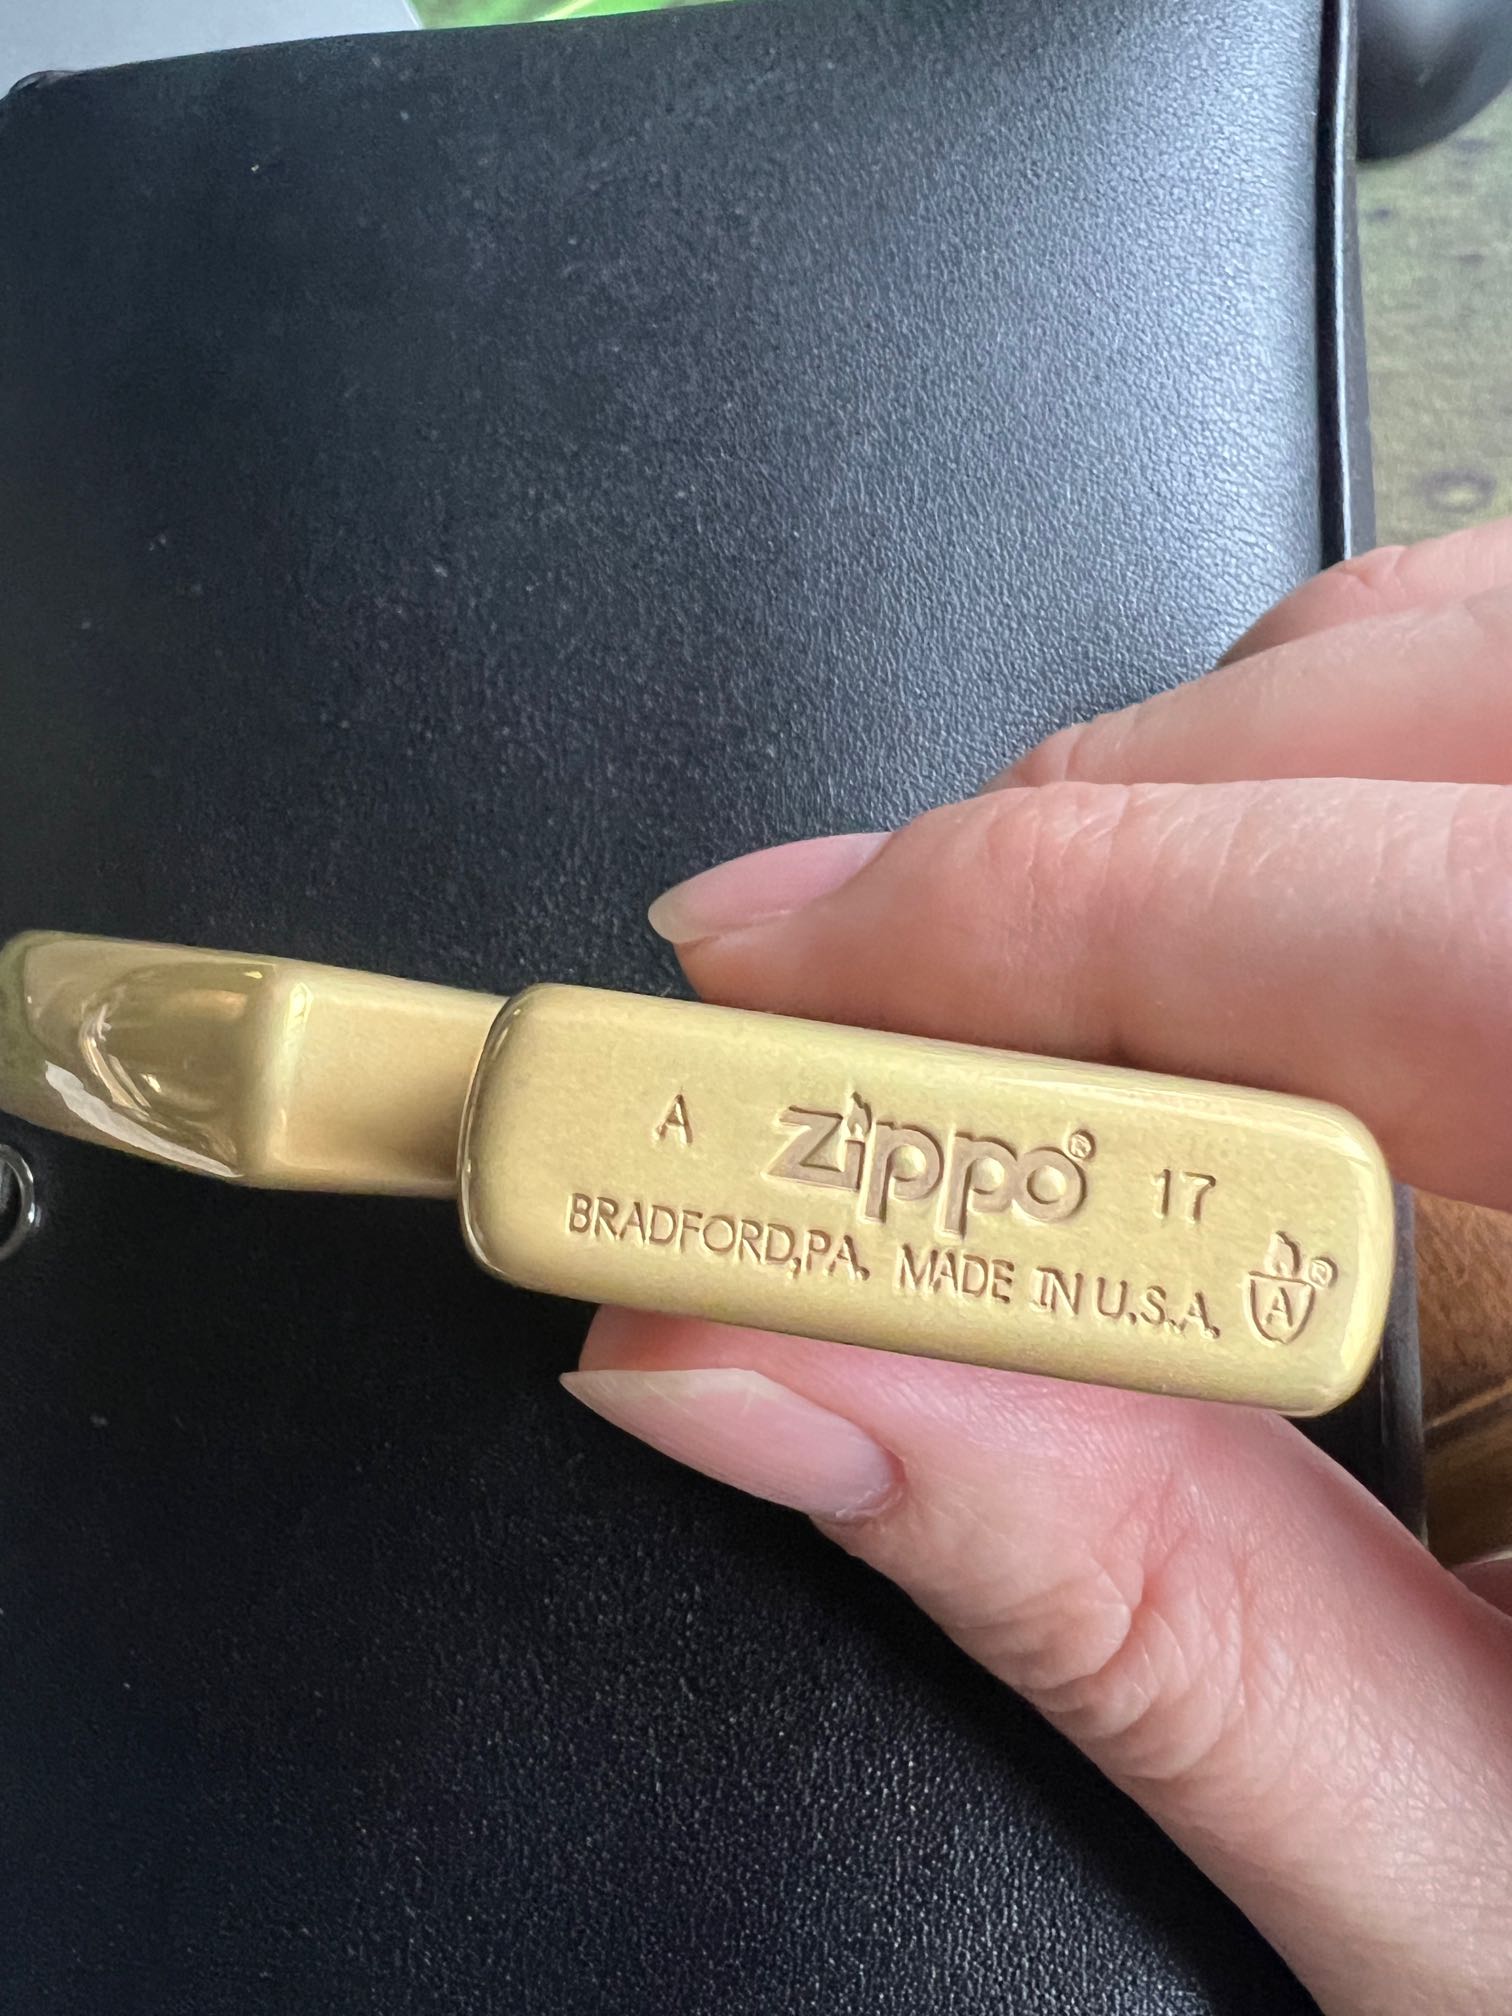 A zippo® 17
BRADFORD,PA. MADE IN U.S.A. A®